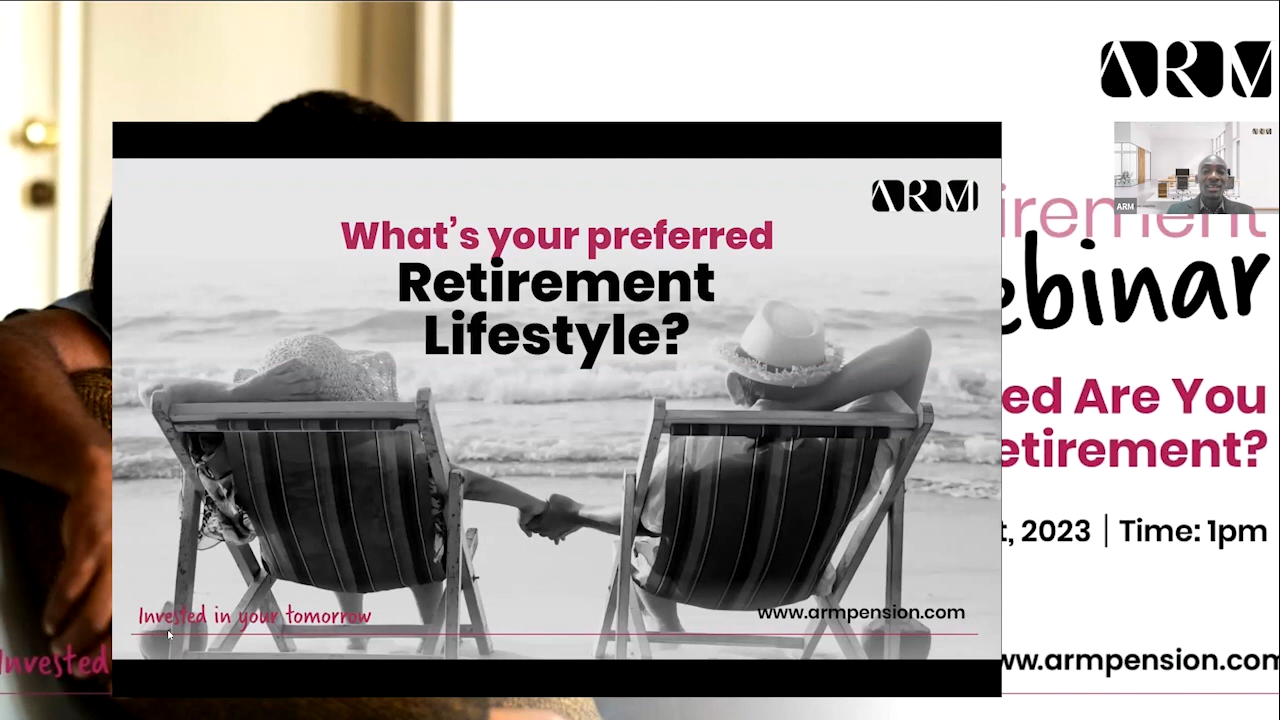 ARM
ARM
irement
ebinar
ed Are You
etirement?
t, 2023 | Time: 1pm
ww.armpension.com
Invested
ARM
What's your preferred
Retirement
Lifestyle?
Invested in your tomorrow
www.armpension.com